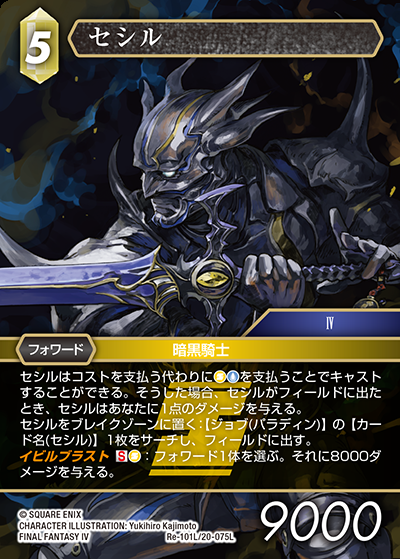 5
セシル
IV
フォワード
暗黒騎士
セシルはコストを支払う代わりに土水を支払うことでキャスト
することができる。そうした場合、セシルがフィールドに出た
とき、セシルはあなたに1点のダメージを与える。
セシルをブレイクゾーンに置く:【ジョブ(パラディン)】の【カー
ド名(セシル)】1枚をサーチし、フィールドに出す。
イビルブラスト S土:フォワード1体を選ぶ。それに8000ダ
メージを与える。
© SQUARE ENIX
CHARACTER ILLUSTRATION: Yukihiro Kajimoto
FINAL FANTASY IV
Re-101L/20-075L
9000